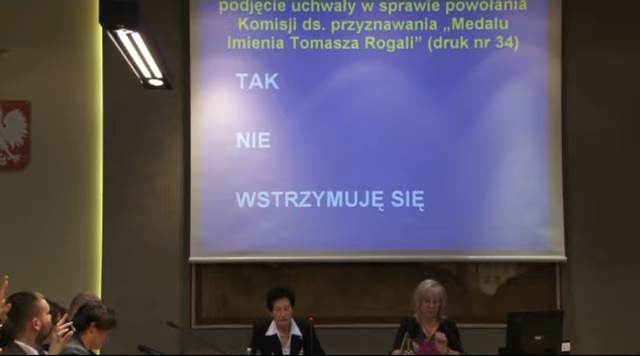 podjęcie uchwały w sprawie powołania
Komisji ds. przyznawania „Medalu
imienia Tomasza Rogali” (druk nr 34)
TAK
NIE
WSTRZYMUJĘ SIĘ